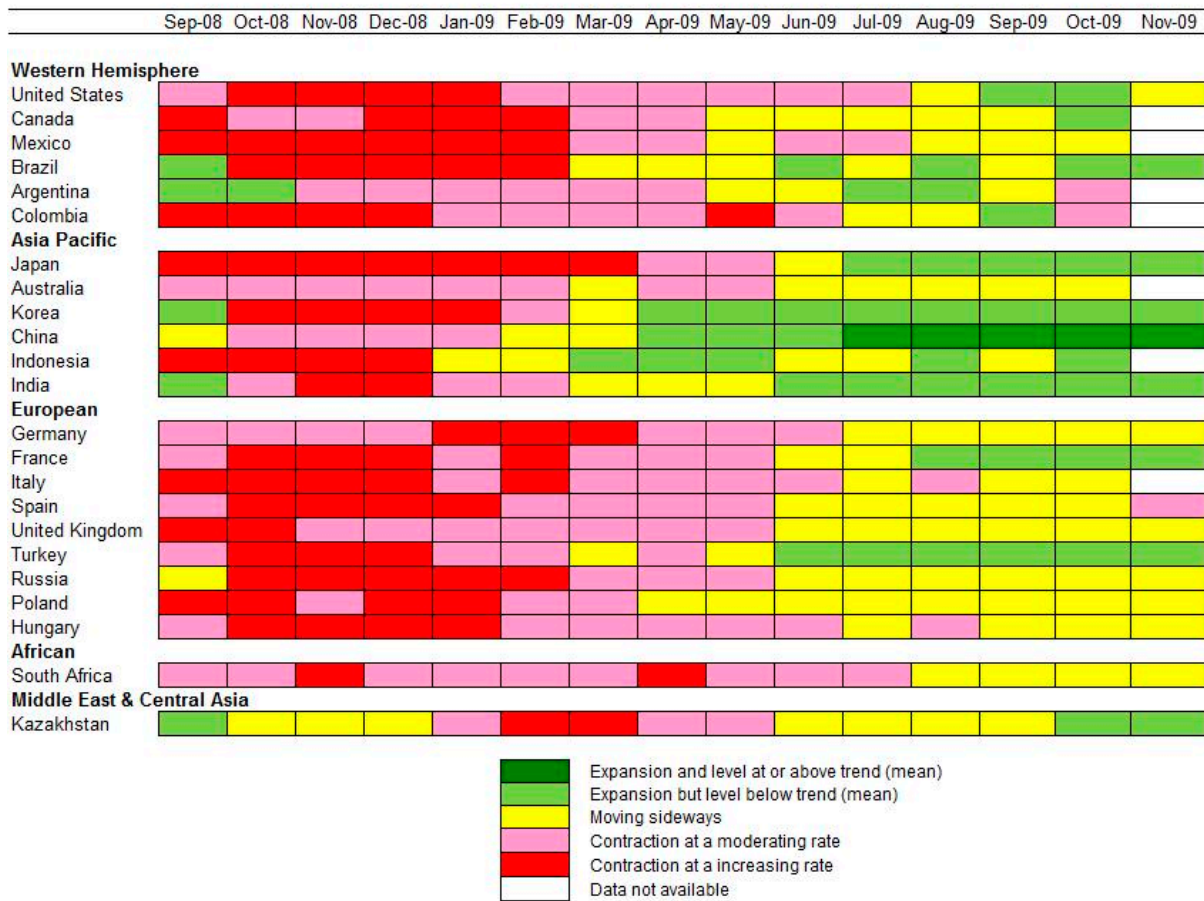 Sep-08 Oct-08 Nov-08 Dec-08 Jan-09 Feb-09 Mar-09 Apr-09 May-09 Jun-09 Jul-09 Aug-09 Sep-09 Oct-09 Nov-09
Western Hemisphere
United States
Canada
Mexico
Brazil
Argentina
Colombia
Asia Pacific
Japan
Australia
Korea
China
Indonesia
India
European
Germany
France
Italy
Spain
United Kingdom
Turkey
Russia
Poland
Hungary
African
South Africa
Middle East & Central Asia
Kazakhstan
Expansion and level at or above trend (mean)
Expansion but level below trend (mean)
Moving sideways
Contraction at a moderating rate
Contraction at a increasing rate
Data not available